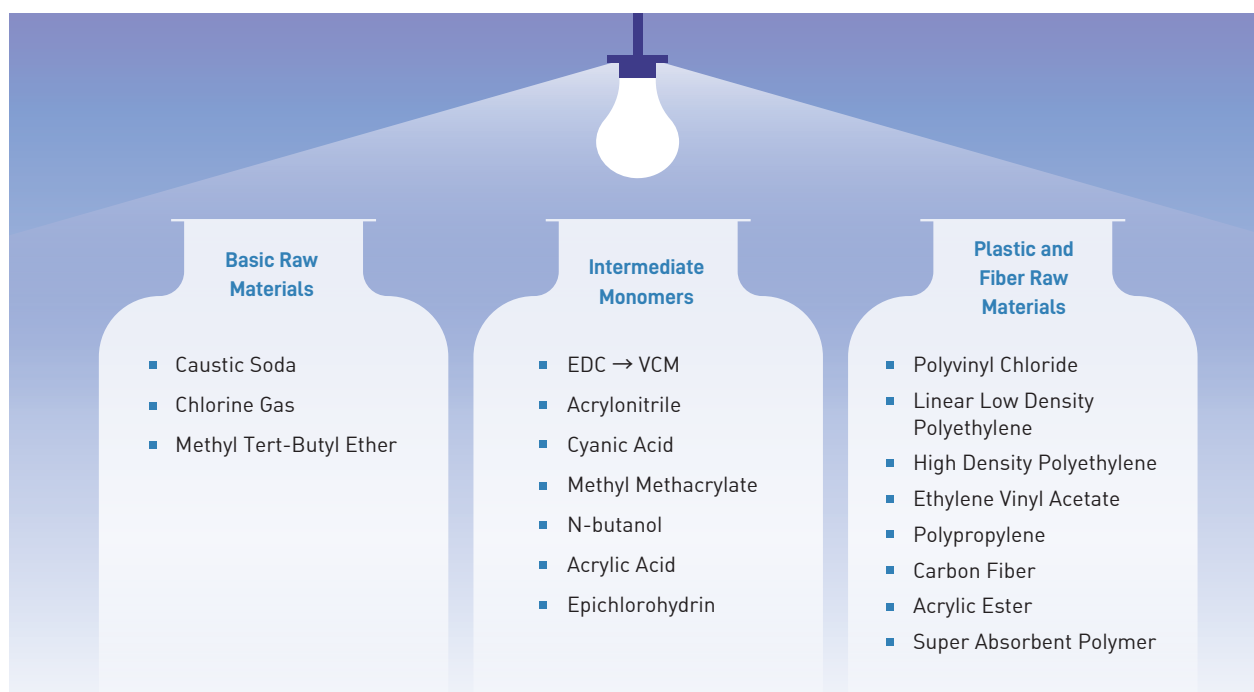 Basic Raw
Materials
Caustic Soda
Chlorine Gas
Methyl Tert-Butyl Ether
Intermediate
Monomers
EDC → VCM
Acrylonitrile
Cyanic Acid
Methyl Methacrylate
N-butanol
Acrylic Acid
Epichlorohydrin
Plastic and
Fiber Raw
Materials
Polyvinyl Chloride
Linear Low Density
Polyethylene
High Density Polyethylene
Ethylene Vinyl Acetate
Polypropylene
Carbon Fiber
Acrylic Ester
Super Absorbent Polymer